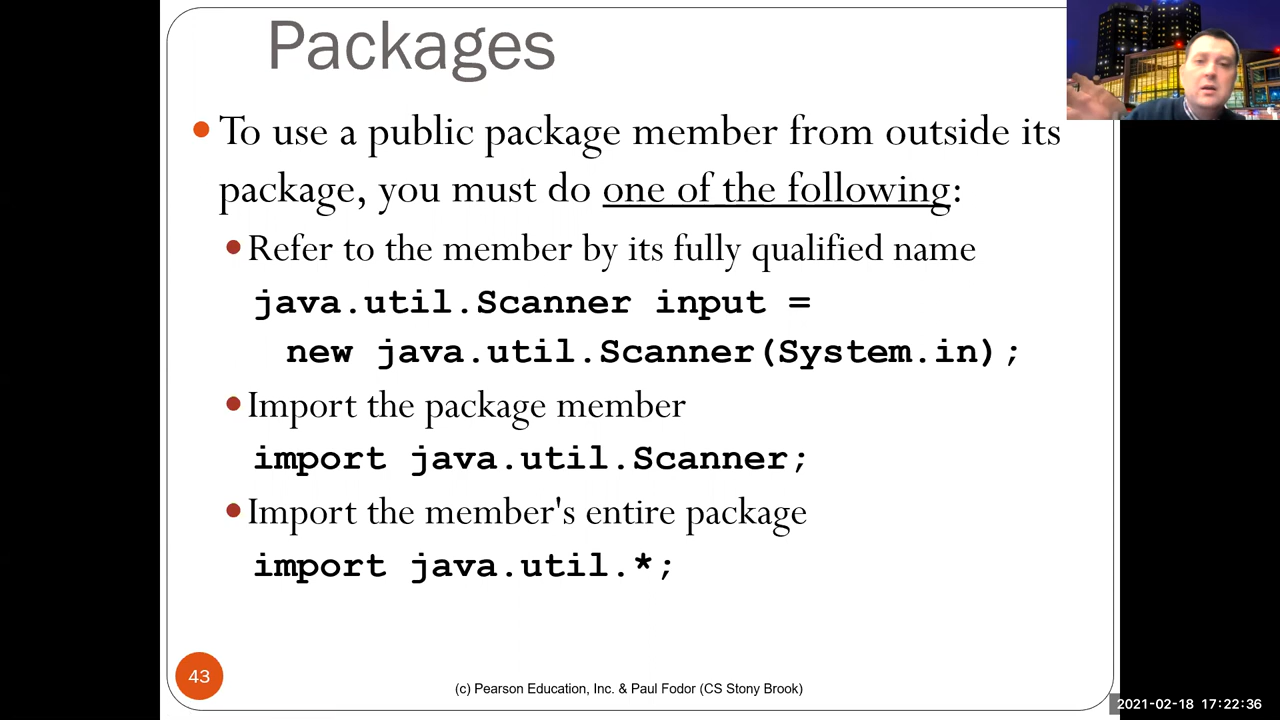 Packages
• To use a public package member from outside its
package, you must do one of the following:
• Refer to the member by its fully qualified name
java.util.Scanner input =
new java.util.Scanner(System.in);
• Import the package member
import java.util.Scanner;
• Import the member's entire package
import java.util.*;
43
(c) Pearson Education, Inc. & Paul Fodor (CS Stony Brook)
2021-02-18 17:22:36